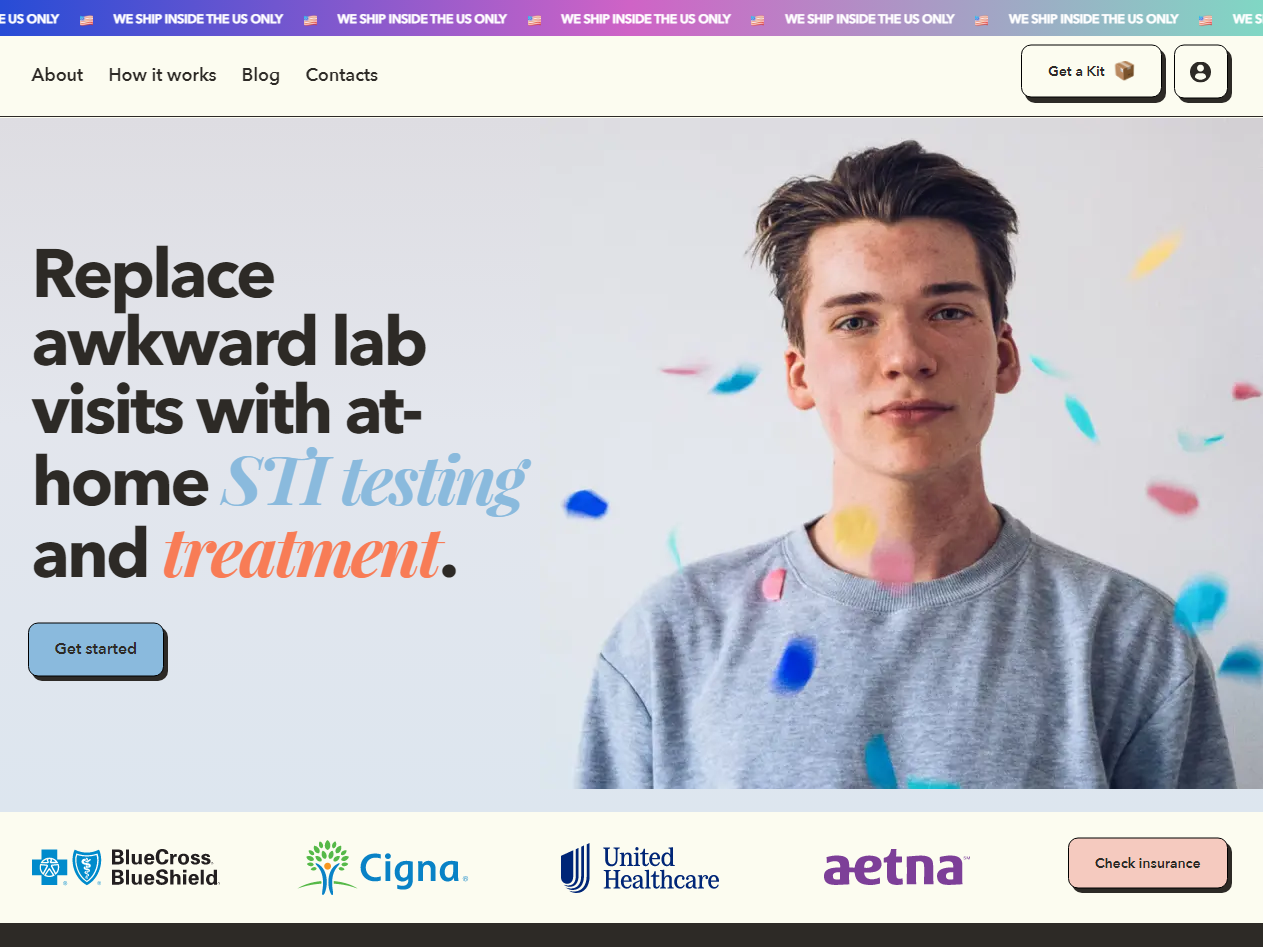 E US ONLY WE SHIP INSIDE THE US ONLY WE SHIP INSIDE THE US ONLY WE SHIP INSIDE THE US ONLY WE SHIP INSIDE THE US ONLY WE SHIP INSIDE THE US ONLY WE S
About How it works Blog Contacts Get a Kit
Replace
awkward lab
visits with at-
home STI testing
and treatment.
Get started
BlueCross
BlueShield
Cigna
United
Healthcare
aetna
Check insurance